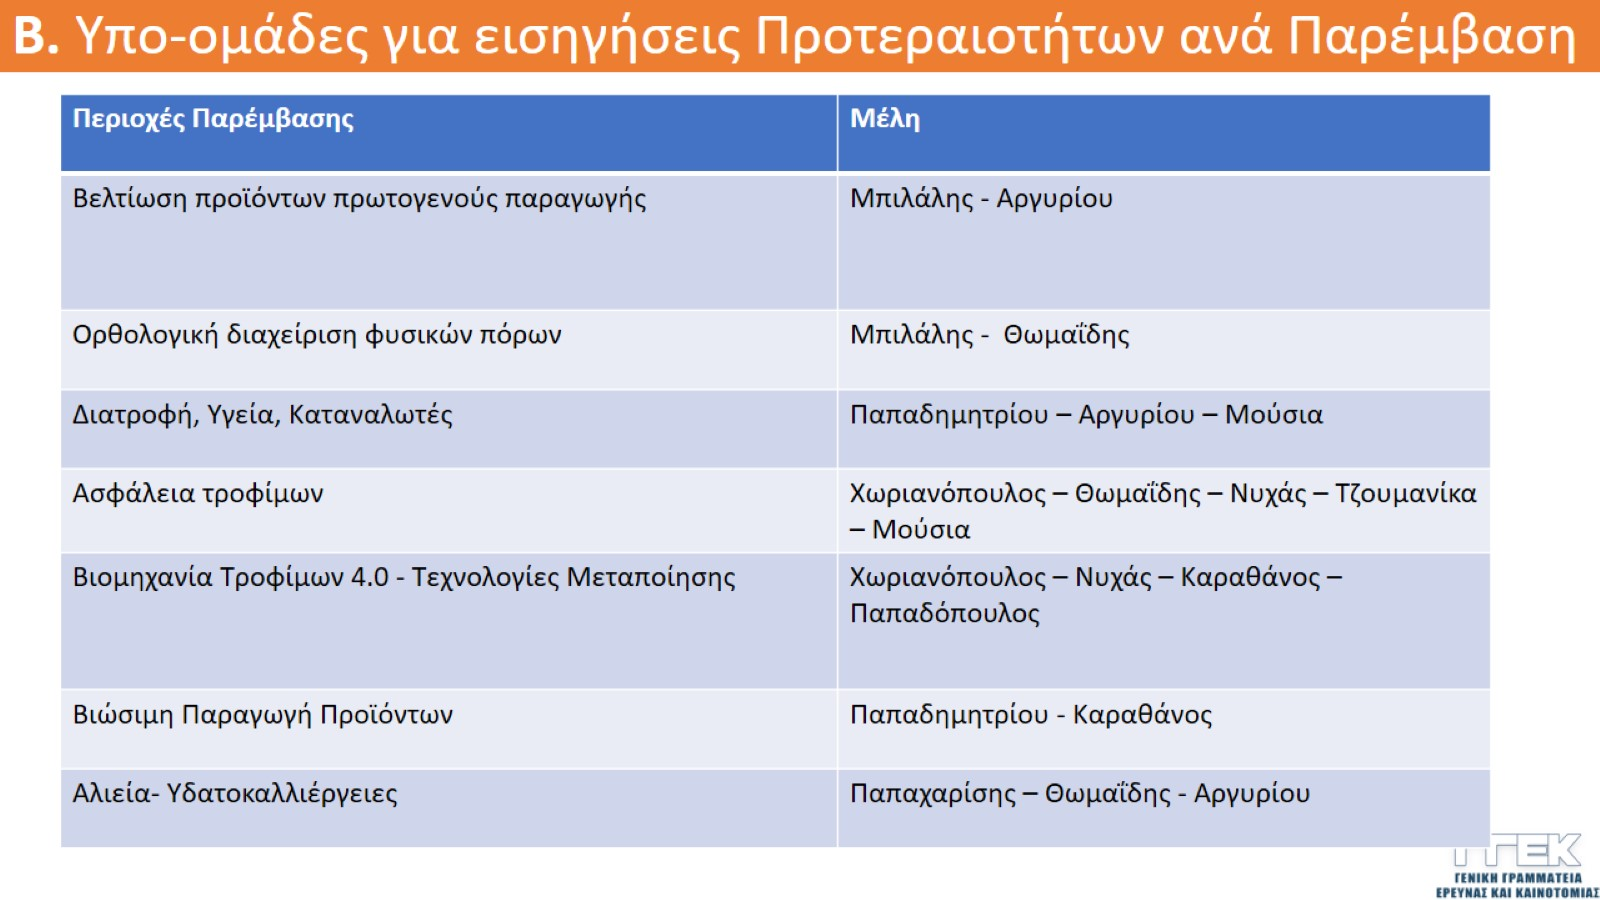 Β. Υπο-ομάδες για εισηγήσεις Προτεραιοτήτων ανά Παρέμβαση
Περιοχές Παρέμβασης Μέλη
Βελτίωση προϊόντων πρωτογενούς παραγωγής Μπιλάλης - Αργυρίου
Ορθολογική διαχείριση φυσικών πόρων Μπιλάλης - Θωμαΐδης
Διατροφή, Υγεία, Καταναλωτές Παπαδημητρίου – Αργυρίου – Μούσια
Ασφάλεια τροφίμων Χωριανόπουλος – Θωμαΐδης – Νυχάς – Τζουμανίκα
– Μούσια
Βιομηχανία Τροφίμων 4.0 - Τεχνολογίες Μεταποίησης Χωριανόπουλος – Νυχάς – Καραθάνος –
Παπαδόπουλος
Βιώσιμη Παραγωγή Προϊόντων Παπαδημητρίου - Καραθάνος
Αλιεία- Υδατοκαλλιέργειες Παπαχαρίσης – Θωμαΐδης - Αργυρίου
ΓΓΕΚ
ΓΕΝΙΚΗ ΓΡΑΜΜΑΤΕΙΑ
ΕΡΕΥΝΑΣ ΚΑΙ ΚΑΙΝΟΤΟΜΙΑΣ